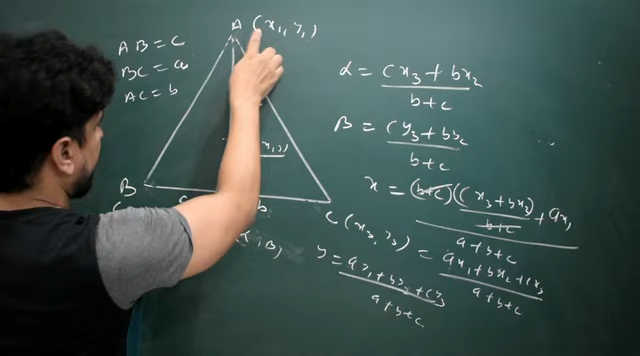 A (x₁, y₁)
AB = c
BC = a
AC = b
α = (cx₃ + bx₂)/(b+c)
β = (cy₃ + by₂)/(b+c)
x = ((b+c)((cx₃ + bx₂)/(b+c)) + ax₁)/(a+b+c)
= (ax₁ + bx₂ + cx₃)/(a+b+c)
y = (ay₁ + by₂ + cy₃)/(a+b+c)
B
c b
C (x₃, y₃)